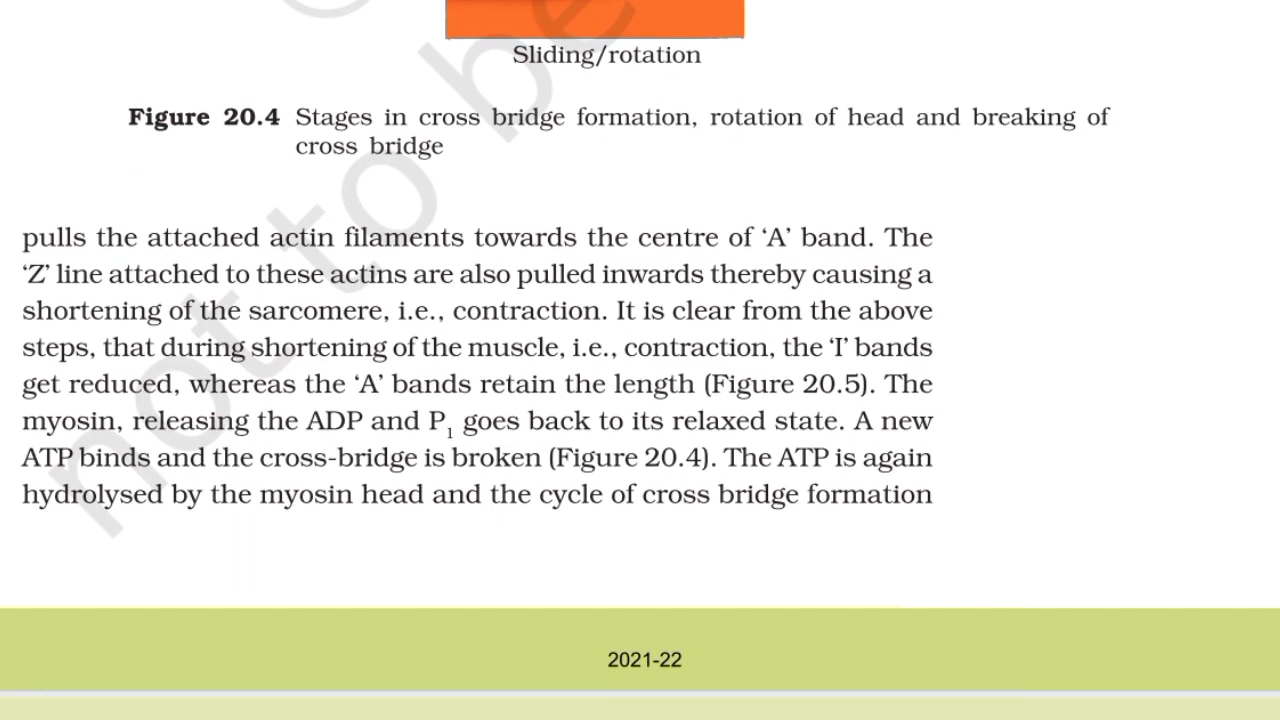 Sliding/rotation
Figure 20.4 Stages in cross bridge formation, rotation of head and breaking of
cross bridge
pulls the attached actin filaments towards the centre of ‘A’ band. The
‘Z’ line attached to these actins are also pulled inwards thereby causing a
shortening of the sarcomere, i.e., contraction. It is clear from the above
steps, that during shortening of the muscle, i.e., contraction, the ‘I’ bands
get reduced, whereas the ‘A’ bands retain the length (Figure 20.5). The
myosin, releasing the ADP and P1 goes back to its relaxed state. A new
ATP binds and the cross-bridge is broken (Figure 20.4). The ATP is again
hydrolysed by the myosin head and the cycle of cross bridge formation
not to be
2021-22